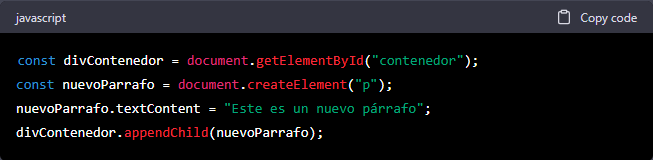 javascript
Copy code
const divContenedor = document.getElementById("contenedor");
const nuevoParrafo = document.createElement("p");
nuevoParrafo.textContent = "Este es un nuevo párrafo";
divContenedor.appendChild(nuevoParrafo);